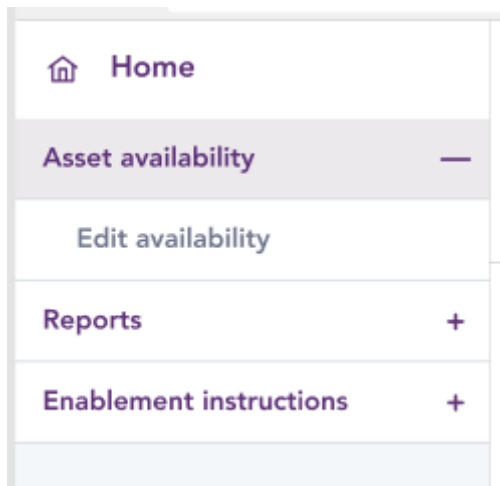 Home
Asset availability
Edit availability
Reports
Enablement instructions